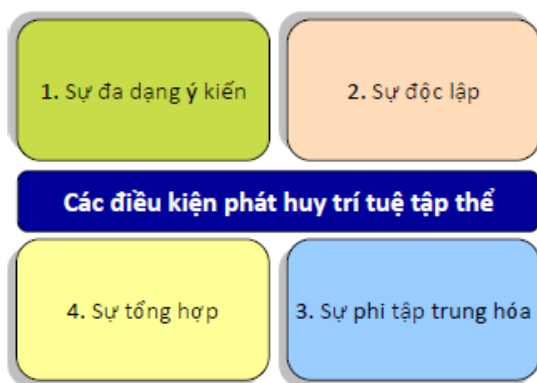 1. Sự đa dạng ý kiến
2. Sự độc lập
Các điều kiện phát huy trí tuệ tập thể
4. Sự tổng hợp
3. Sự phi tập trung hóa